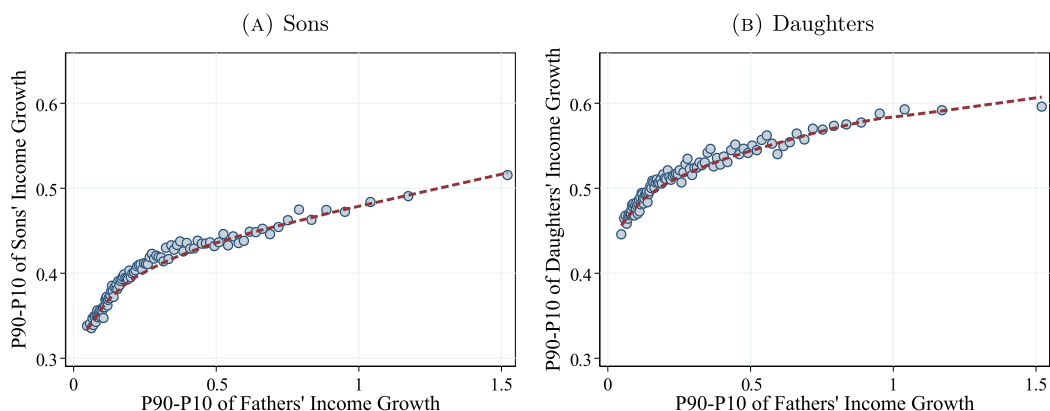 (A) Sons
P90-P10 of Sons' Income Growth
0.6
0.5
0.4
0.3
0
0.5
1
1.5
P90-P10 of Fathers' Income Growth
(B) Daughters
P90-P10 of Daughters' Income Growth
0.6
0.5
0.4
0.3
0
0.5
1
1.5
P90-P10 of Fathers' Income Growth